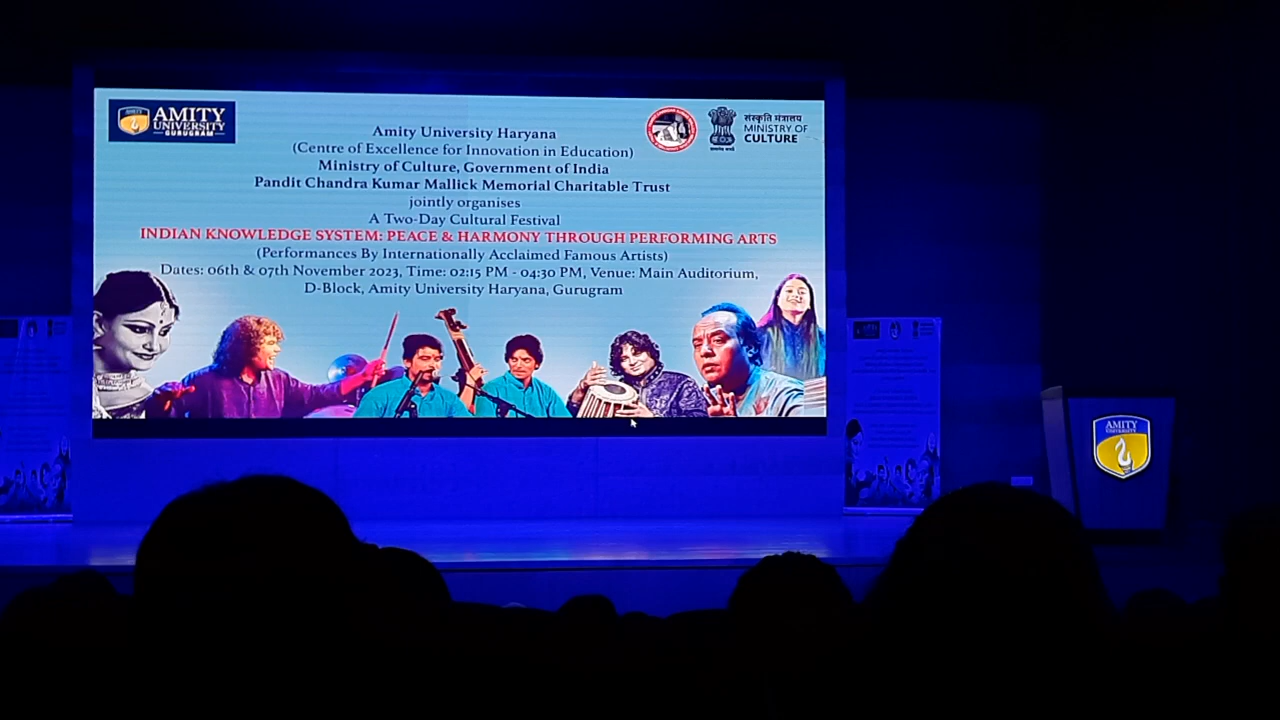 AMITY
UNIVERSITY
GURUGRAM
संस्कृति मंत्रालय
MINISTRY OF
CULTURE
Amity University Haryana
(Centre of Excellence for Innovation in Education)
Ministry of Culture, Government of India
Pandit Chandra Kumar Mallick Memorial Charitable Trust
jointly organises
A Two-Day Cultural Festival
INDIAN KNOWLEDGE SYSTEM: PEACE & HARMONY THROUGH PERFORMING ARTS
(Performances By Internationally Acclaimed Famous Artists)
Dates: 06th & 07th November 2023, Time: 02:15 PM - 04:30 PM, Venue: Main Auditorium,
D-Block, Amity University Haryana, Gurugram
AMITY
UNIVERSITY